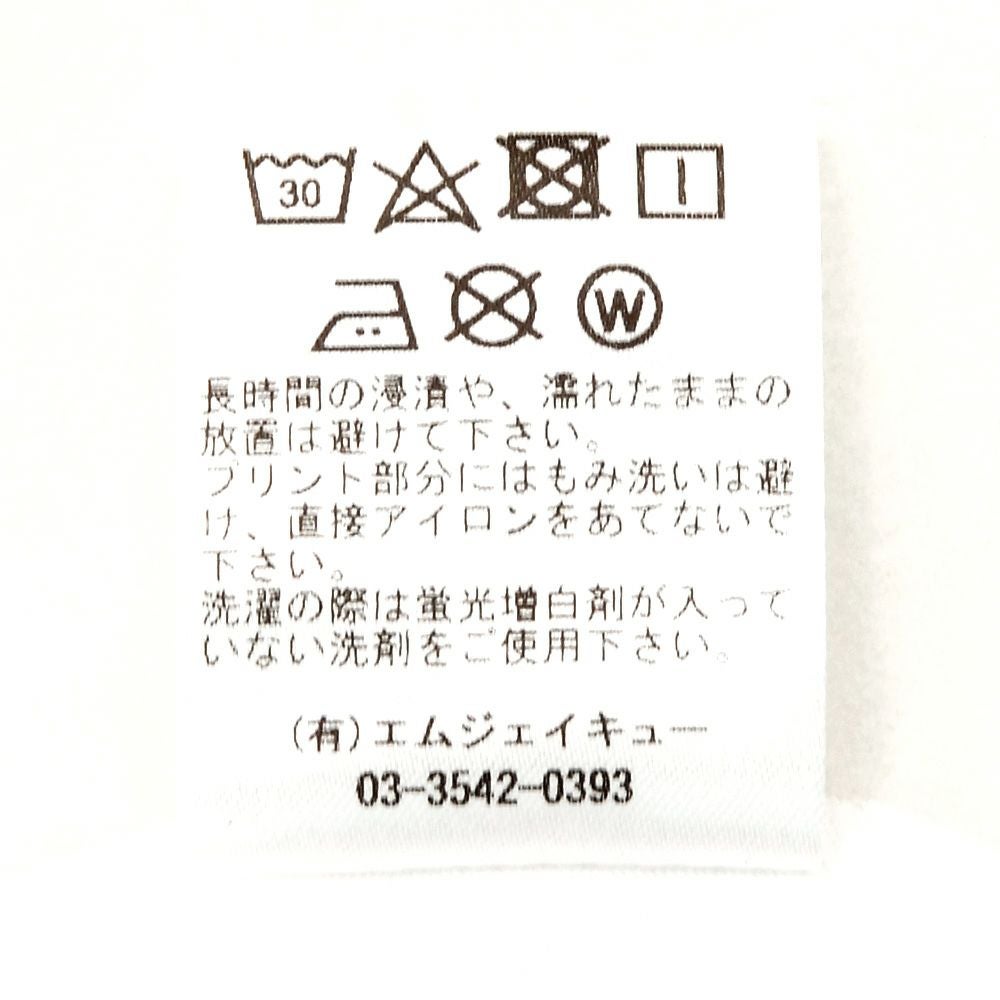 30
W
長時間の浸漬や、濡れたままの
放置は避けて下さい。
プリント部分にはもみ洗いは避
け、直接アイロンをあてないで
下さい。
洗濯の際は蛍光増白剤が入って
いない洗剤をご使用下さい。
(有)エムジェイキュー
03-3542-0393